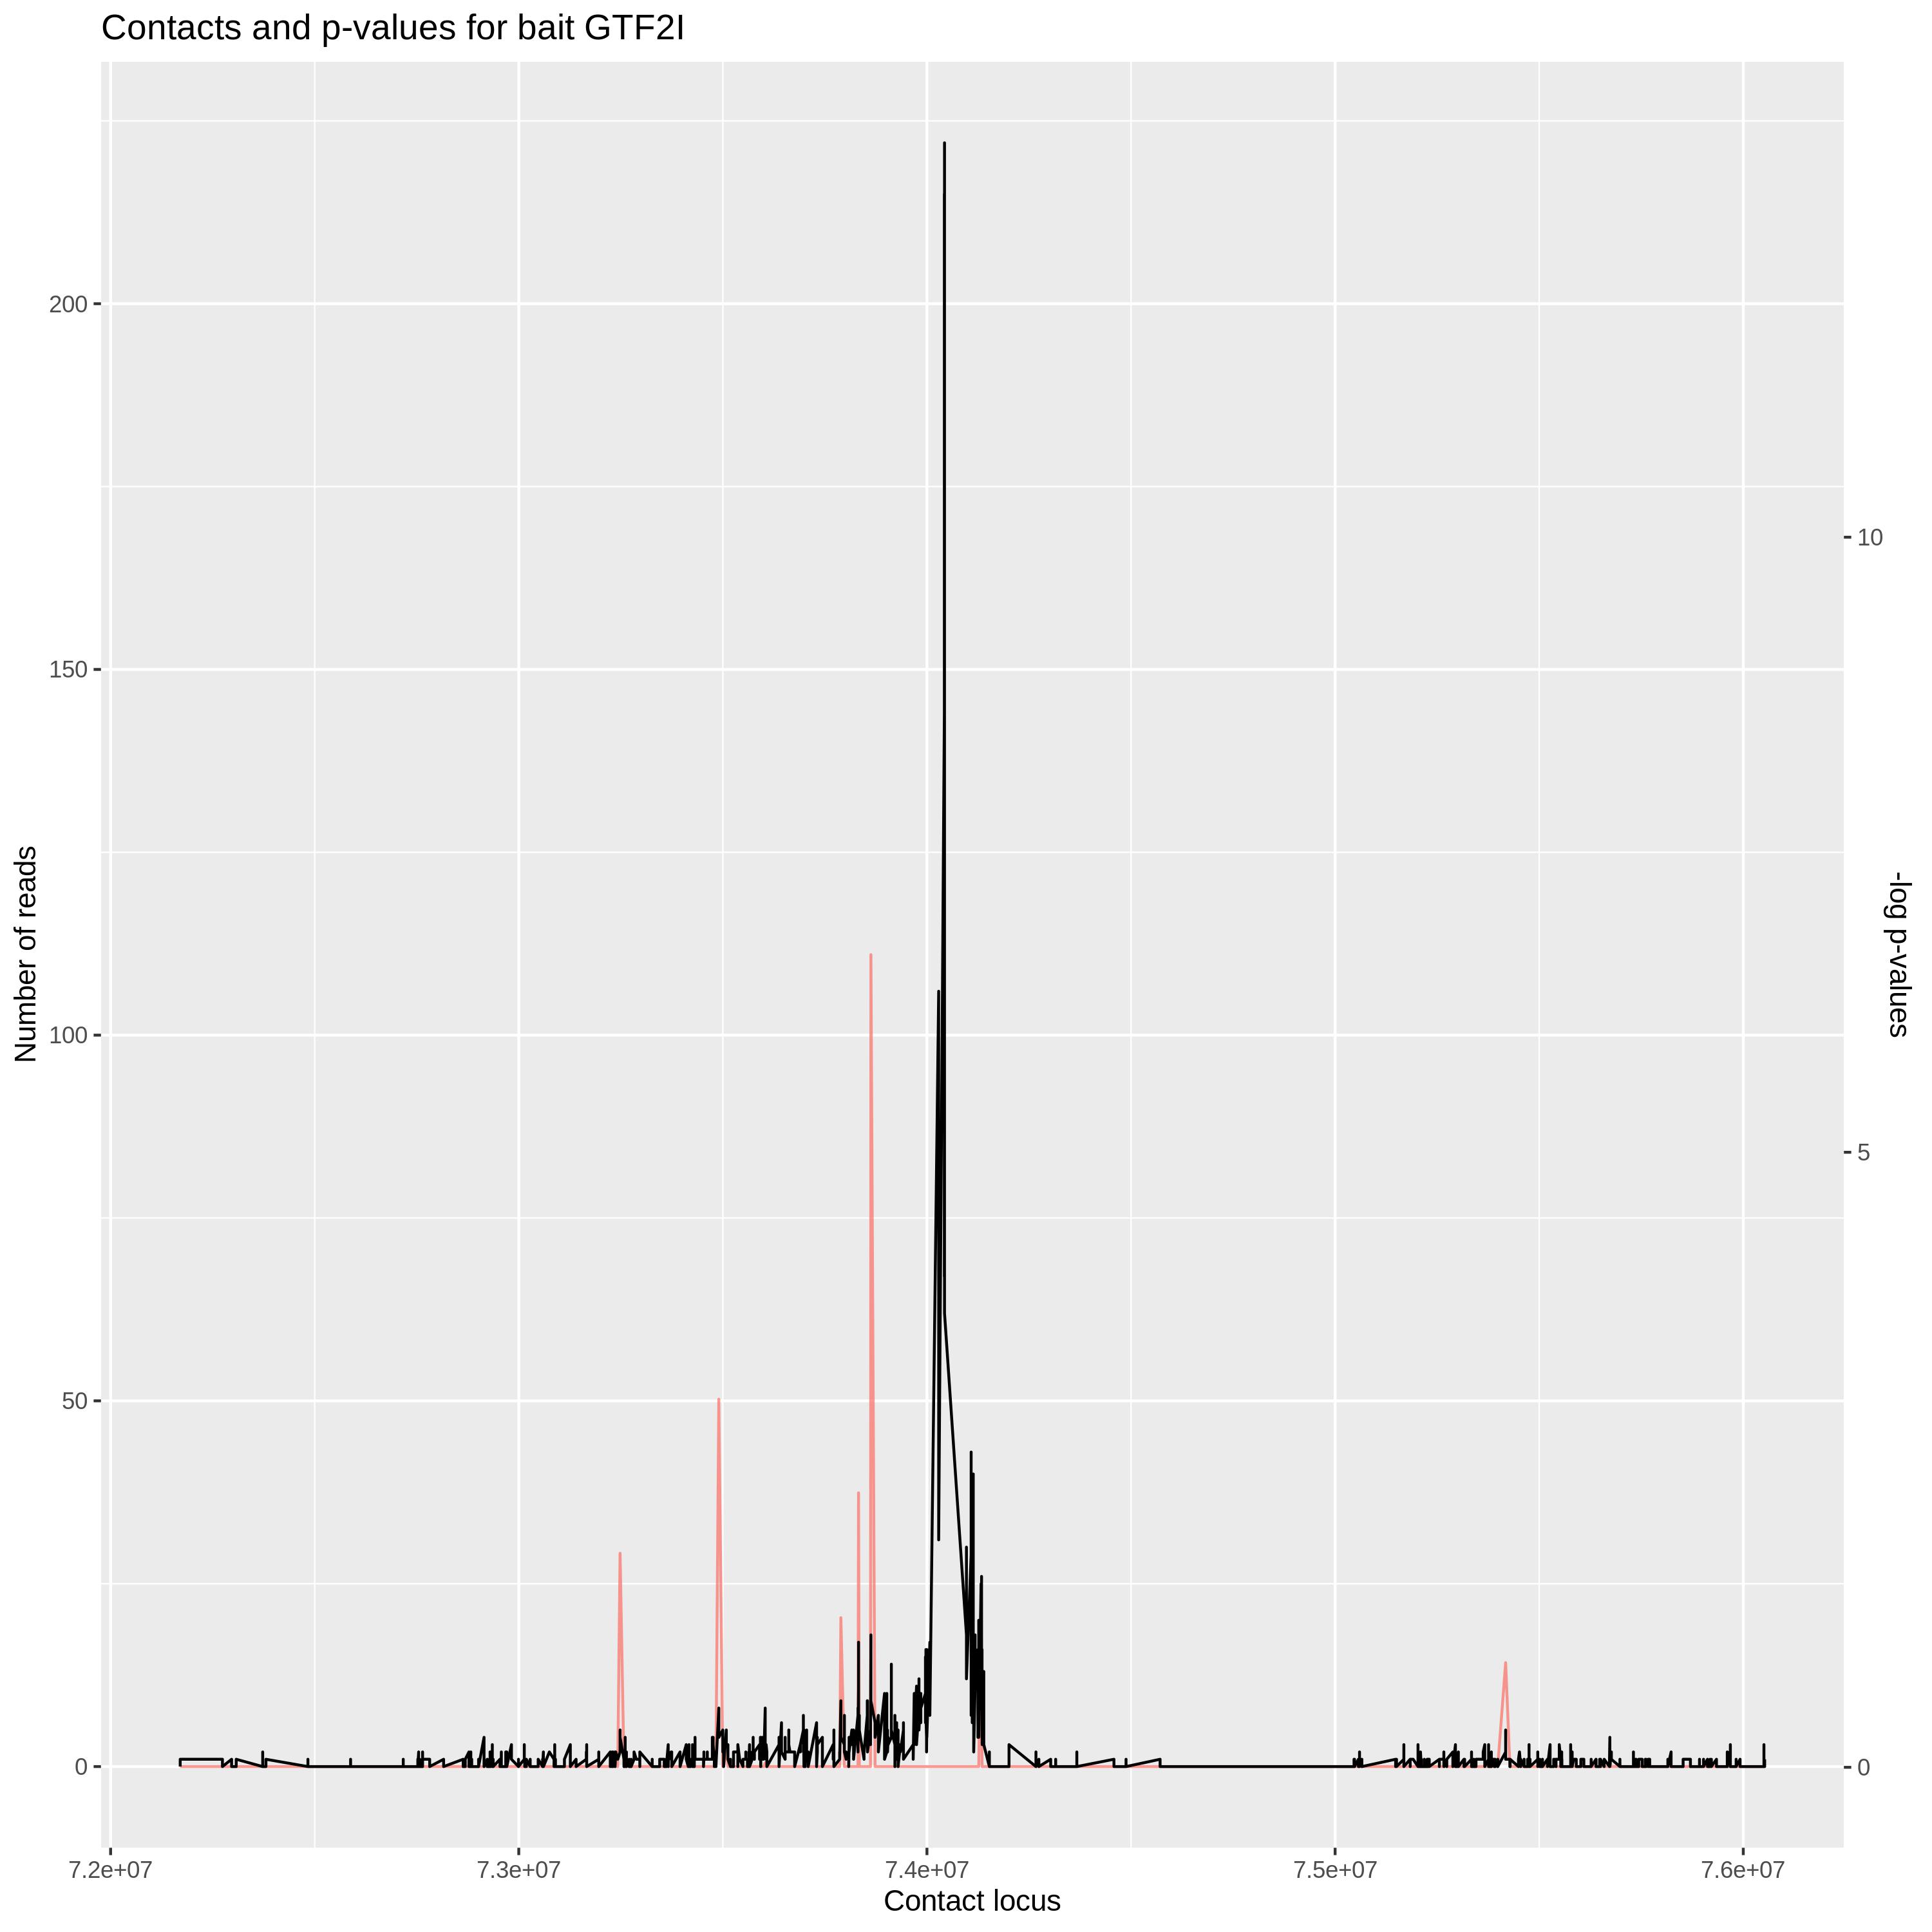 Contacts and p-values for bait GTF2I
200
150
100
50
0
Number of reads
10
5
0
-log p-values
7.2e+07
7.3e+07
7.4e+07
7.5e+07
7.6e+07
Contact locus